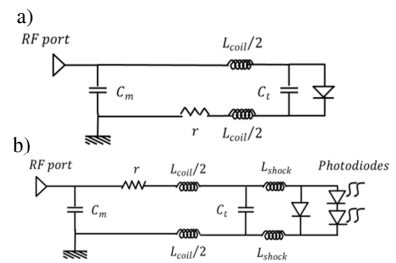 a)
RF port
L_coil/2
C_m
C_t
r
L_coil/2
b)
RF port
r
L_coil/2
L_shock
Photodiodes
C_m
C_t
L_coil/2
L_shock